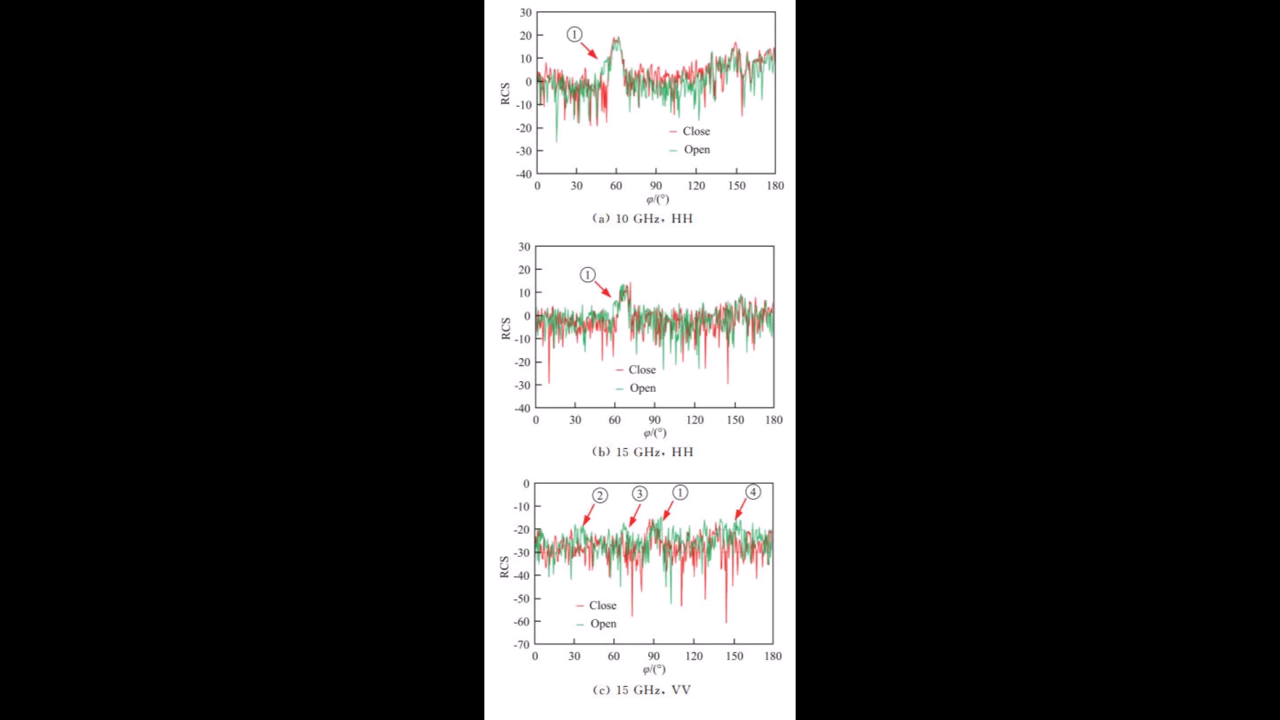 30
20
10
0
-10
-20
-30
-40
RCS
①
Close
Open
0 30 60 90 120 150 180
φ/(°)
(a) 10 GHz, HH
30
20
10
0
-10
-20
-30
-40
RCS
①
Close
Open
0 30 60 90 120 150 180
φ/(°)
(b) 15 GHz, HH
0
-10
-20
-30
-40
-50
-60
-70
RCS
② ③ ① ④
Close
Open
0 30 60 90 120 150 180
φ/(°)
(c) 15 GHz, VV